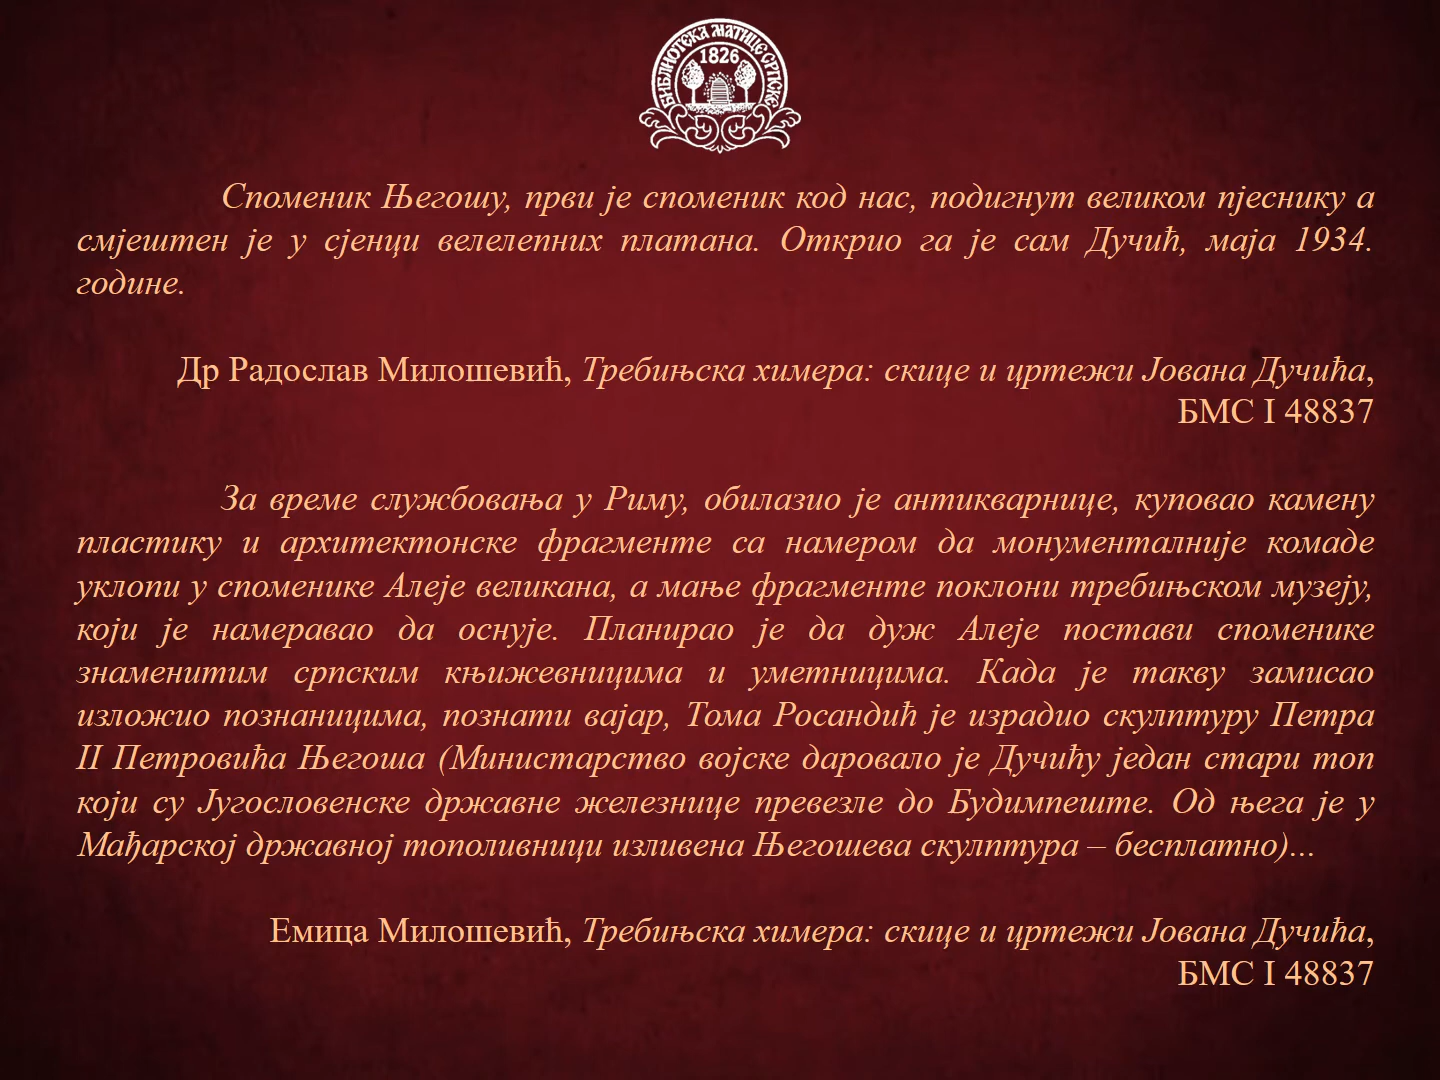 БИБЛИОТЕКА МАТИЦЕ СРПСКЕ
1826
Споменик Његошу, први је споменик код нас, подигнут великом пјеснику а
смјештен је у сјенци велелепних платана. Открио га је сам Дучић, маја 1934.
године.
Др Радослав Милошевић, Требињска химера: скице и цртежи Јована Дучића,
БМС I 48837
За време службовања у Риму, обилазио је антикварнице, куповао камену
пластику и архитектонске фрагменте са намером да монументалније комаде
уклопи у споменике Алеје великана, а мање фрагменте поклони требињском музеју,
који је намеравао да оснује. Планирао је да дуж Алеје постави споменике
знаменитим српским књижевницима и уметницима. Када је такву замисао
изложио познаницима, познати вајар, Тома Росандић је израдио скулптуру Петра
II Петровића Његоша (Министарство војске даровало је Дучићу један стари топ
који су Југословенске државне железнице превезле до Будимпеште. Од њега је у
Мађарској државној тополивници изливена Његошева скулптура – бесплатно)...
Емица Милошевић, Требињска химера: скице и цртежи Јована Дучића,
БМС I 48837